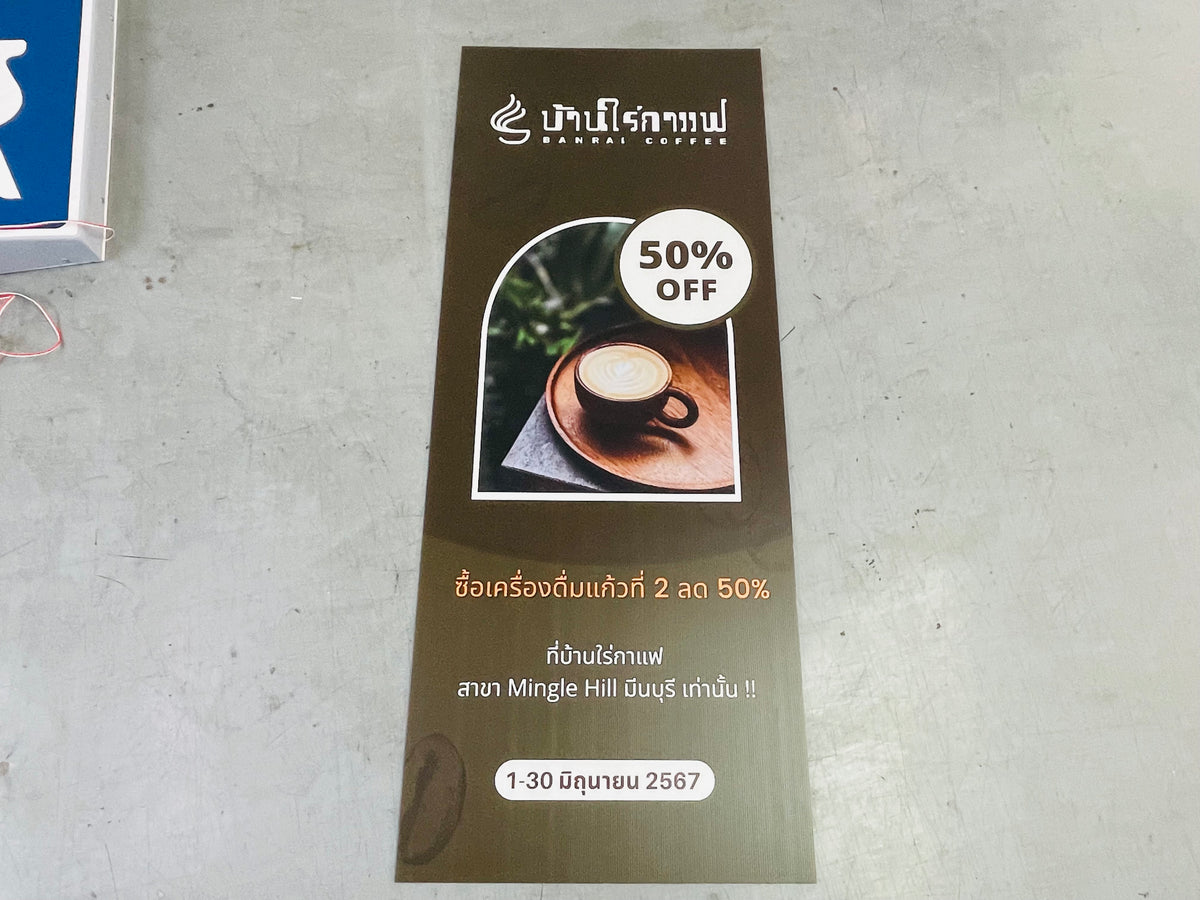 บ้านไร่กาแฟ
BANRAI COFFEE
50%
OFF
ซื้อเครื่องดื่มแก้วที่ 2 ลด 50%
ที่บ้านใร่กาแฟ
สาขา Mingle Hill มีนบุรี เท่านั้น !!
1-30 มิถุนายน 2567